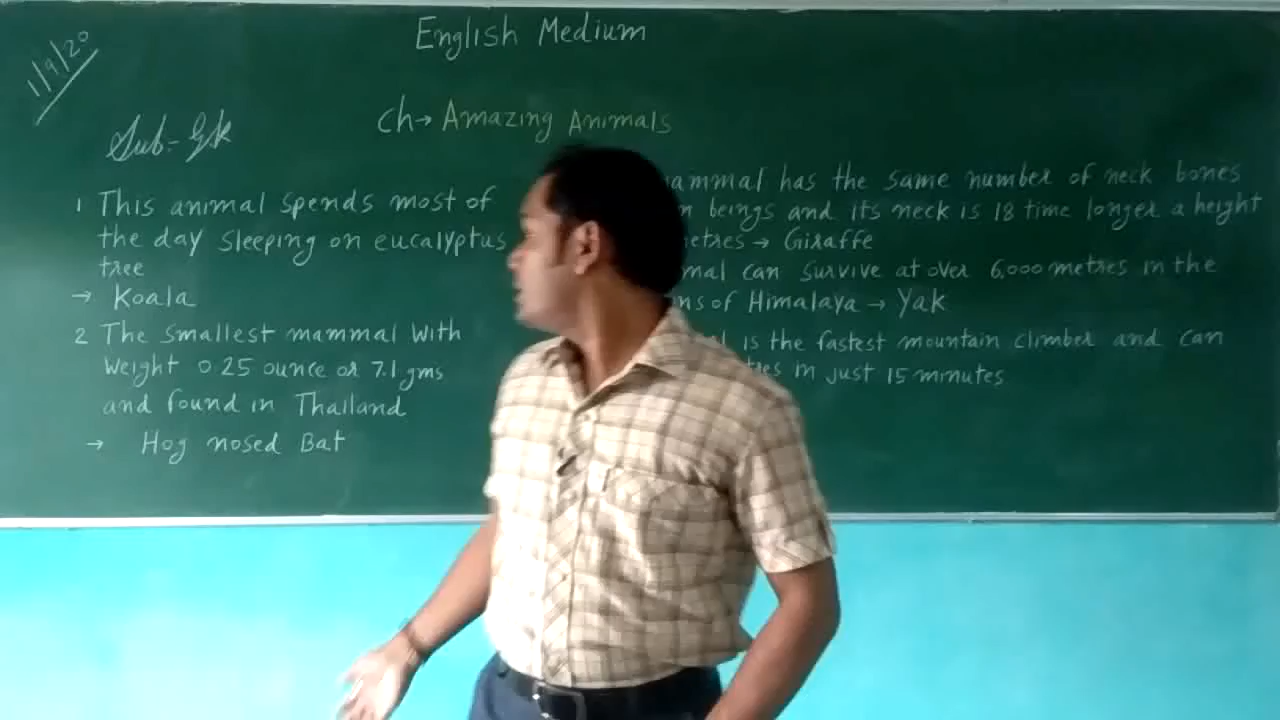 1/9/20
English Medium
Sub:- GK
ch→ Amazing Animals
1 This animal spends most of
the day sleeping on eucalyptus
tree
→ Koala
2 The smallest mammal with
Weight 0.25 ounce or 7.1 gms
and found in Thailand
→ Hog nosed Bat
ammal has the same number of neck bones
n beings and its neck is 18 time longer a height
etres → Giraffe
mal can survive at over 6,000 metres in the
ns of Himalaya → Yak
l is the fastest mountain climber and can
tres in just 15 minutes